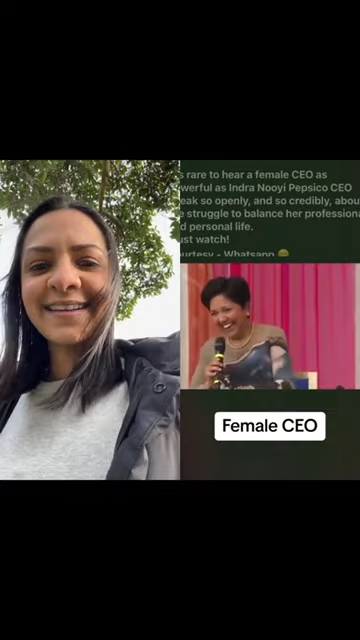 rare to hear a female CEO as
werful as Indra Nooyi Pepsico CEO
eak so openly, and so credibly, abou
struggle to balance her professiona
d personal life.
ust watch!
urtesy - Whatsapp 😄
Female CEO